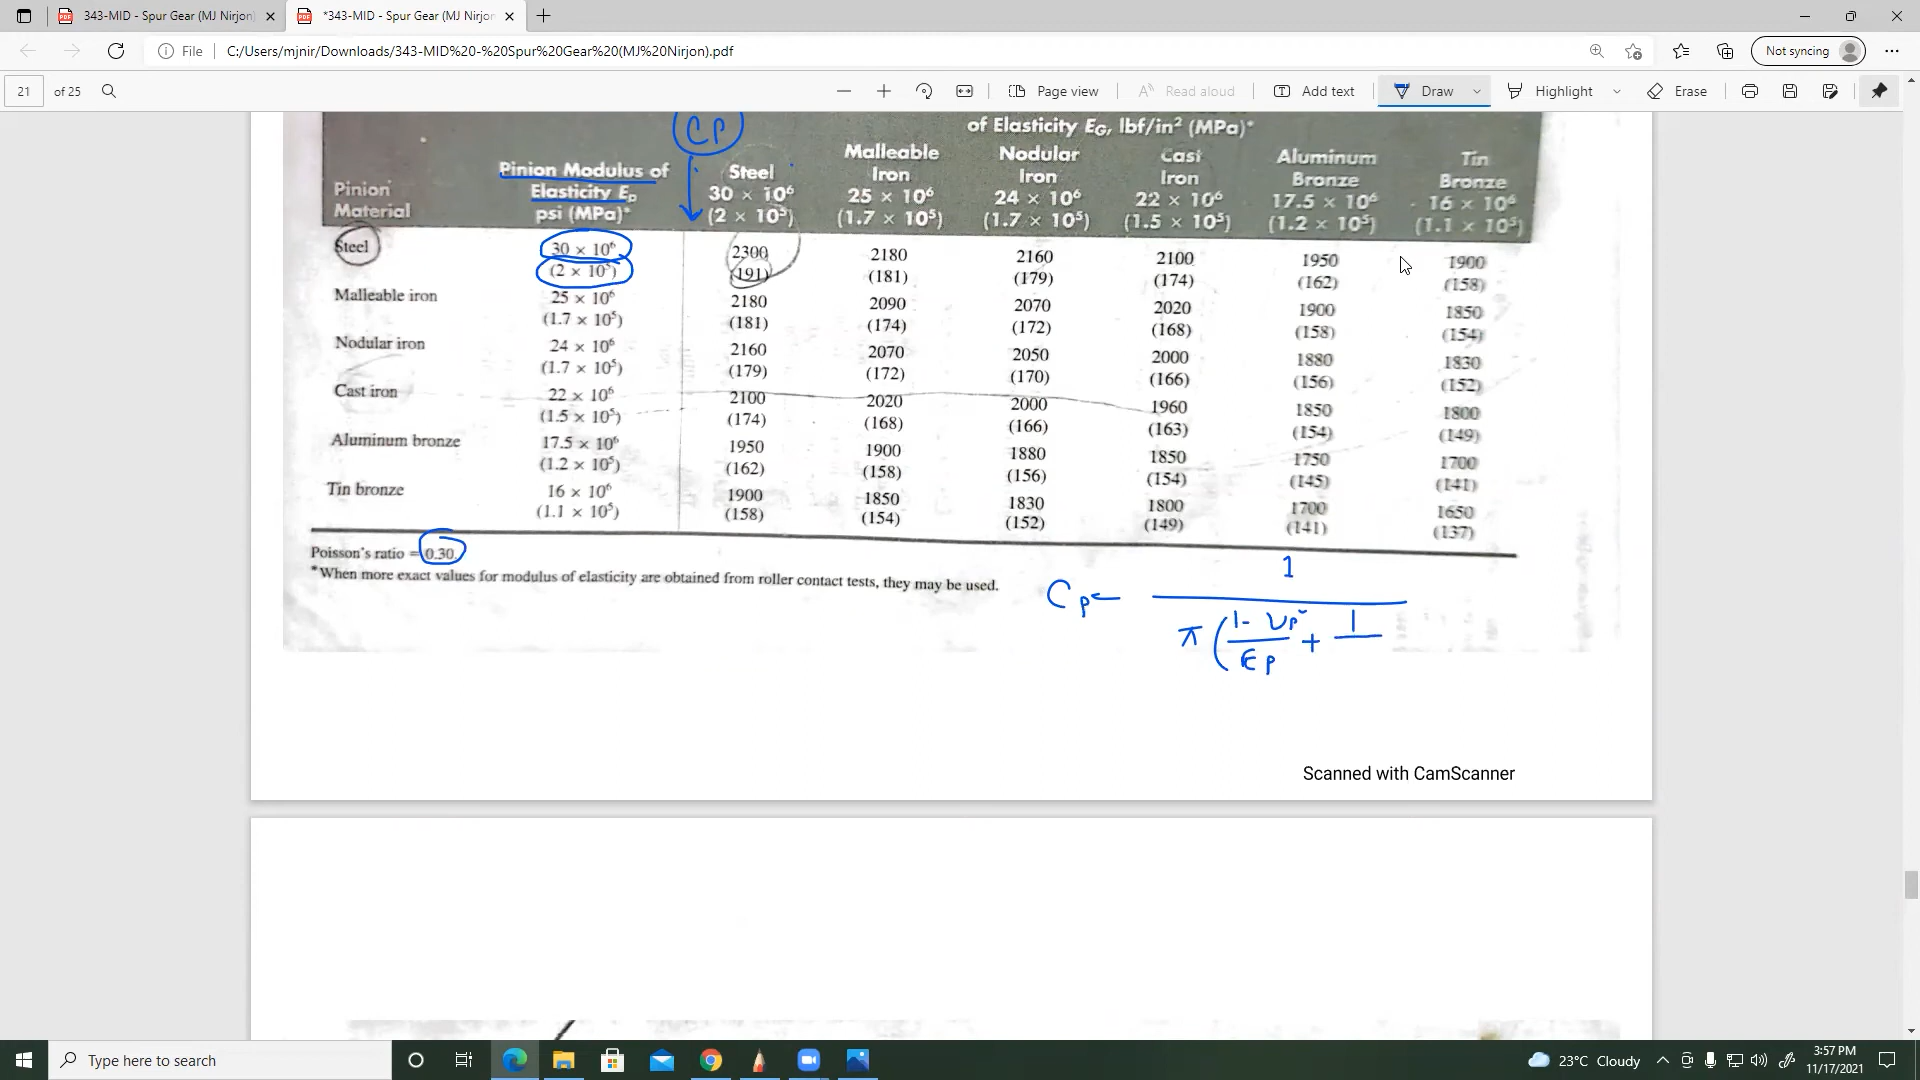 343-MID - Spur Gear (MJ Nirjon)
*343-MID - Spur Gear (MJ Nirjon
File
C:/Users/mjnir/Downloads/343-MID%20-%20Spur%20Gear%20(MJ%20Nirjon).pdf
Not syncing
21 of 25
Page view
Read aloud
Add text
Draw
Highlight
Erase
CP
of Elasticity EG, lbf/in² (MPa)*
Pinion Material
Pinion Modulus of Elasticity Ep psi (MPa)*
Steel 30 × 10⁶ (2 × 10⁵)
Malleable Iron 25 × 10⁶ (1.7 × 10⁵)
Nodular Iron 24 × 10⁶ (1.7 × 10⁵)
Cast Iron 22 × 10⁶ (1.5 × 10⁵)
Aluminum Bronze 17.5 × 10⁶ (1.2 × 10⁵)
Tin Bronze 16 × 10⁶ (1.1 × 10⁵)
Steel 30 × 10⁶ 2300 2180 2160 2100 1950 1900
(2 × 10⁵) (191) (181) (179) (174) (162) (158)
Malleable iron 25 × 10⁶ 2180 2090 2070 2020 1900 1850
(1.7 × 10⁵) (181) (174) (172) (168) (158) (154)
Nodular iron 24 × 10⁶ 2160 2070 2050 2000 1880 1830
(1.7 × 10⁵) (179) (172) (170) (166) (156) (152)
Cast iron 22 × 10⁶ 2100 2020 2000 1960 1850 1800
(1.5 × 10⁵) (174) (168) (166) (163) (154) (149)
Aluminum bronze 17.5 × 10⁶ 1950 1900 1880 1850 1750 1700
(1.2 × 10⁵) (162) (158) (156) (154) (145) (141)
Tin bronze 16 × 10⁶ 1900 1850 1830 1800 1700 1650
(1.1 × 10⁵) (158) (154) (152) (149) (141) (137)
Poisson's ratio = 0.30.
*When more exact values for modulus of elasticity are obtained from roller contact tests, they may be used.
1
Cp
π ( 1 - νp² + 1
Ep
Scanned with CamScanner
Type here to search
23°C Cloudy
3:57 PM
11/17/2021